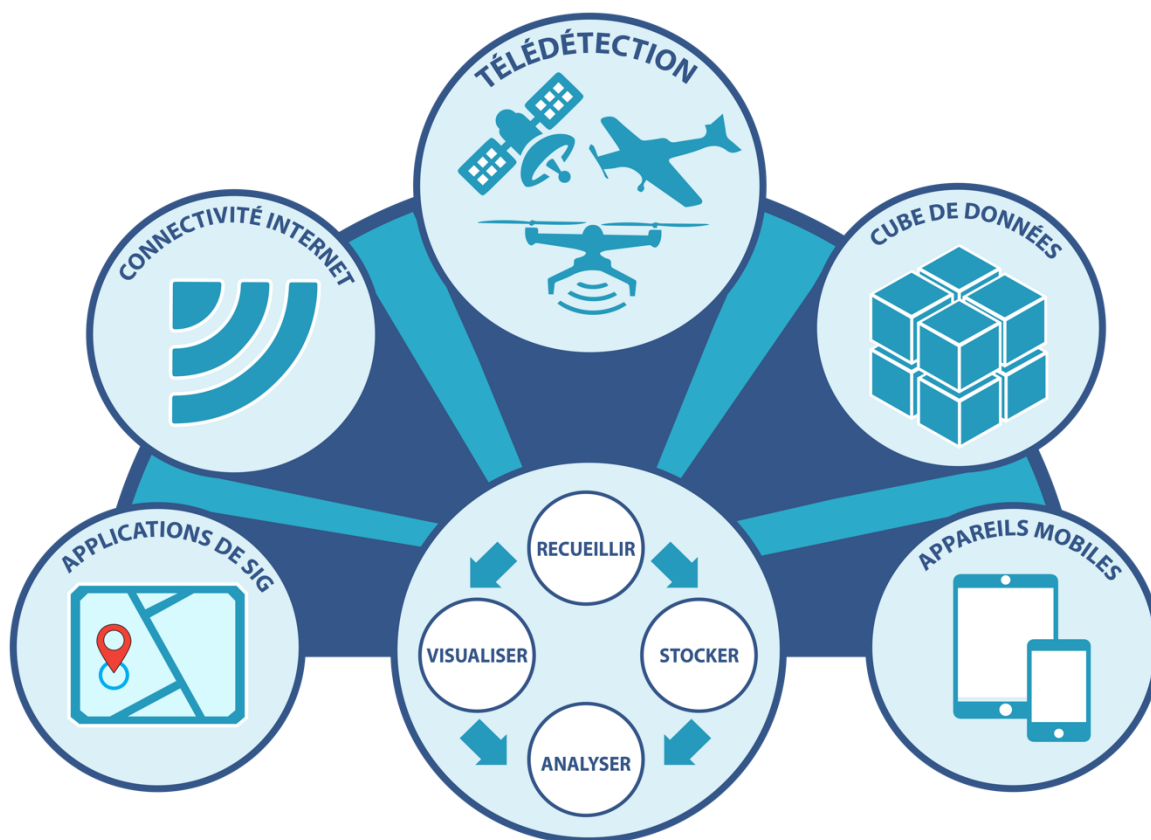 TÉLÉDÉTECTION
CONNECTIVITÉ INTERNET
CUBE DE DONNÉES
APPLICATIONS DE SIG
APPAREILS MOBILES
RECUEILLIR
VISUALISER
STOCKER
ANALYSER